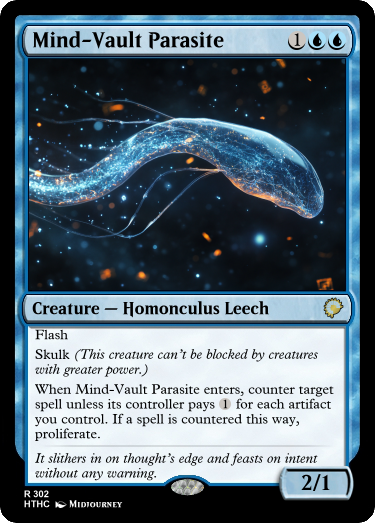 Mind-Vault Parasite 1
Creature — Homonculus Leech
Flash
Skulk (This creature can't be blocked by creatures
with greater power.)
When Mind-Vault Parasite enters, counter target
spell unless its controller pays 1 for each artifact
you control. If a spell is countered this way,
proliferate.
It slithers in on thought's edge and feasts on intent
without any warning.
2/1
R 302
HTHC Midjourney